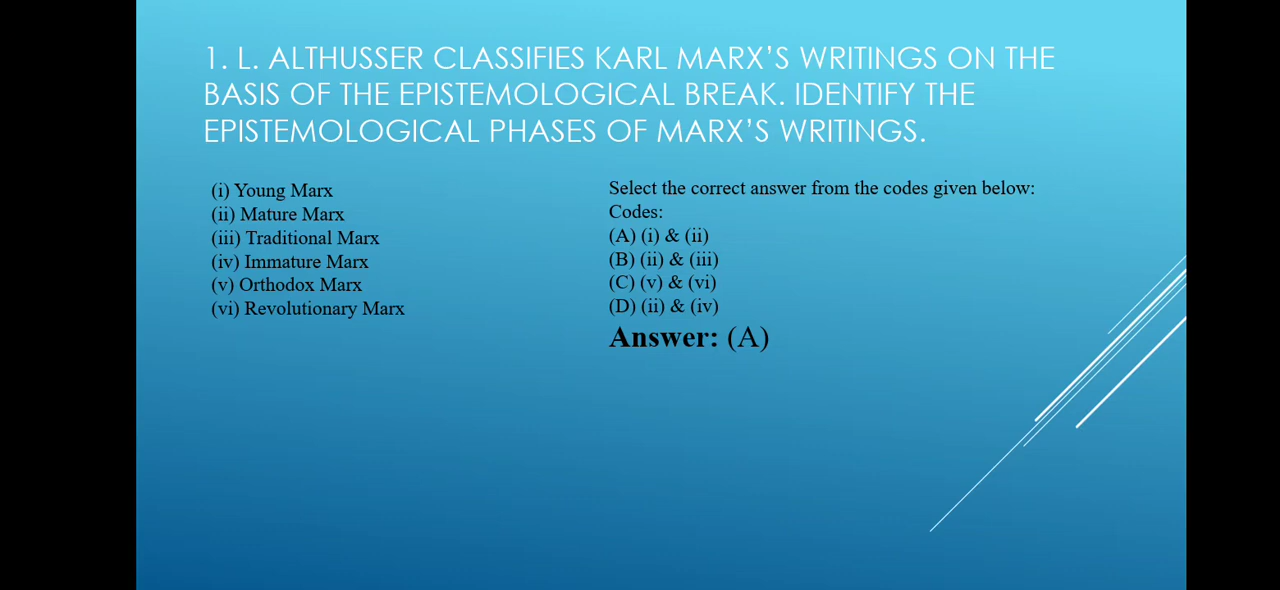 1. L. ALTHUSSER CLASSIFIES KARL MARX’S WRITINGS ON THE
BASIS OF THE EPISTEMOLOGICAL BREAK. IDENTIFY THE
EPISTEMOLOGICAL PHASES OF MARX’S WRITINGS.
(i) Young Marx
(ii) Mature Marx
(iii) Traditional Marx
(iv) Immature Marx
(v) Orthodox Marx
(vi) Revolutionary Marx
Select the correct answer from the codes given below:
Codes:
(A) (i) & (ii)
(B) (ii) & (iii)
(C) (v) & (vi)
(D) (ii) & (iv)
Answer: (A)